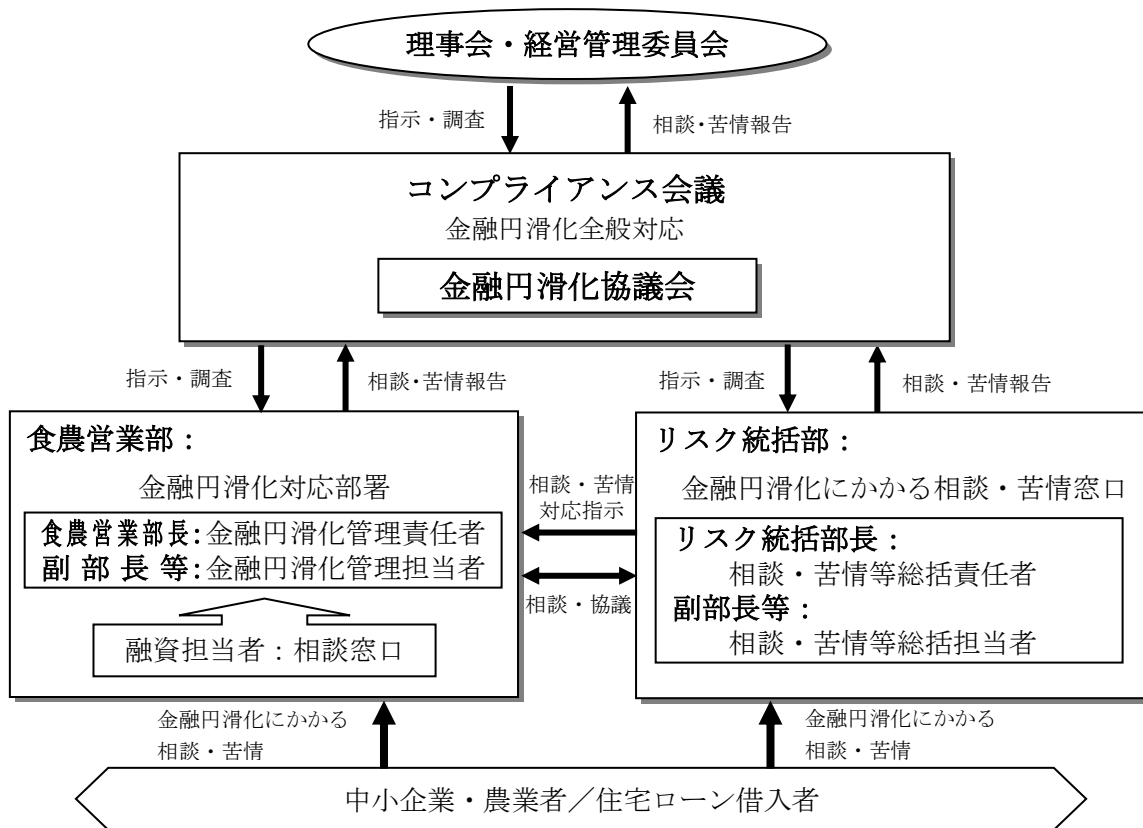 理事会・経営管理委員会
指示・調査
相談・苦情報告
コンプライアンス会議
金融円滑化全般対応
金融円滑化協議会
指示・調査
相談・苦情報告
指示・調査
相談・苦情報告
食農営業部：
金融円滑化対応部署
食農営業部長：金融円滑化管理責任者
副部長等：金融円滑化管理担当者
融資担当者：相談窓口
相談・苦情
対応指示
相談・協議
リスク統括部：
金融円滑化にかかる相談・苦情窓口
リスク統括部長：
相談・苦情等総括責任者
副部長等：
相談・苦情等総括担当者
金融円滑化にかかる
相談・苦情
金融円滑化にかかる
相談・苦情
中小企業・農業者／住宅ローン借入者